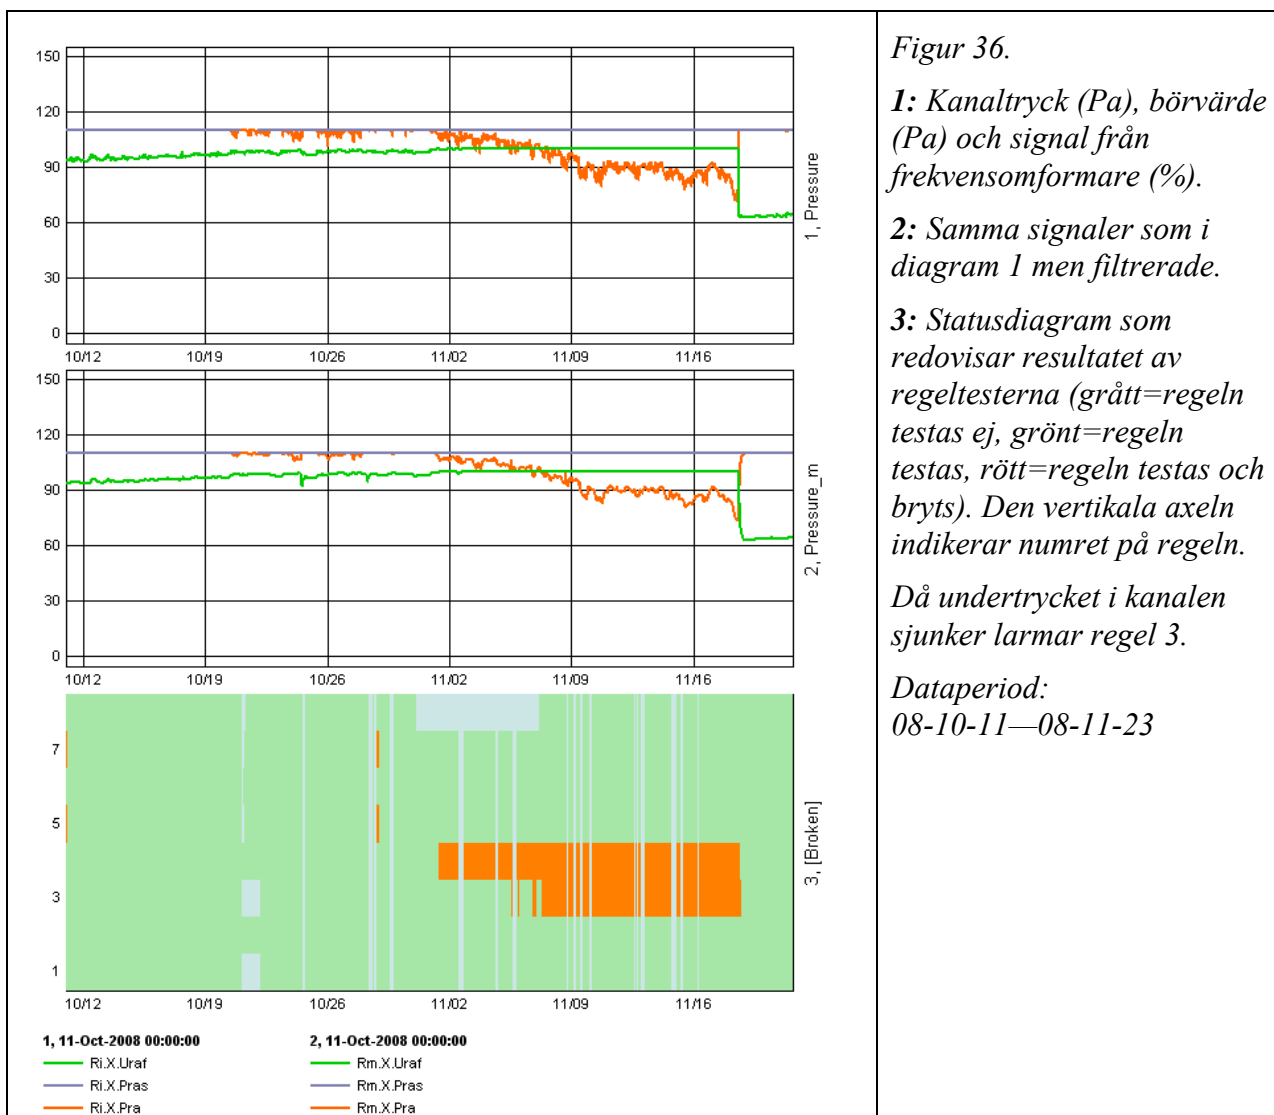 150
120
90
60
30
0
10/12 10/19 10/26 11/02 11/09 11/16
1, Pressure
150
120
90
60
30
0
10/12 10/19 10/26 11/02 11/09 11/16
2, Pressure_m
7
5
3
1
10/12 10/19 10/26 11/02 11/09 11/16
3, [Broken]
1, 11-Oct-2008 00:00:00
Ri.X.Uraf
Ri.X.Pras
Ri.X.Pra
2, 11-Oct-2008 00:00:00
Rm.X.Uraf
Rm.X.Pras
Rm.X.Pra
Figur 36.
1: Kanaltryck (Pa), börvärde
(Pa) och signal från
frekvensomformare (%).
2: Samma signaler som i
diagram 1 men filtrerade.
3: Statusdiagram som
redovisar resultatet av
regeltesterna (grått=regeln
testas ej, grönt=regeln
testas, rött=regeln testas och
bryts). Den vertikala axeln
indikerar numret på regeln.
Då undertrycket i kanalen
sjunker larmar regel 3.
Dataperiod:
08-10-11—08-11-23